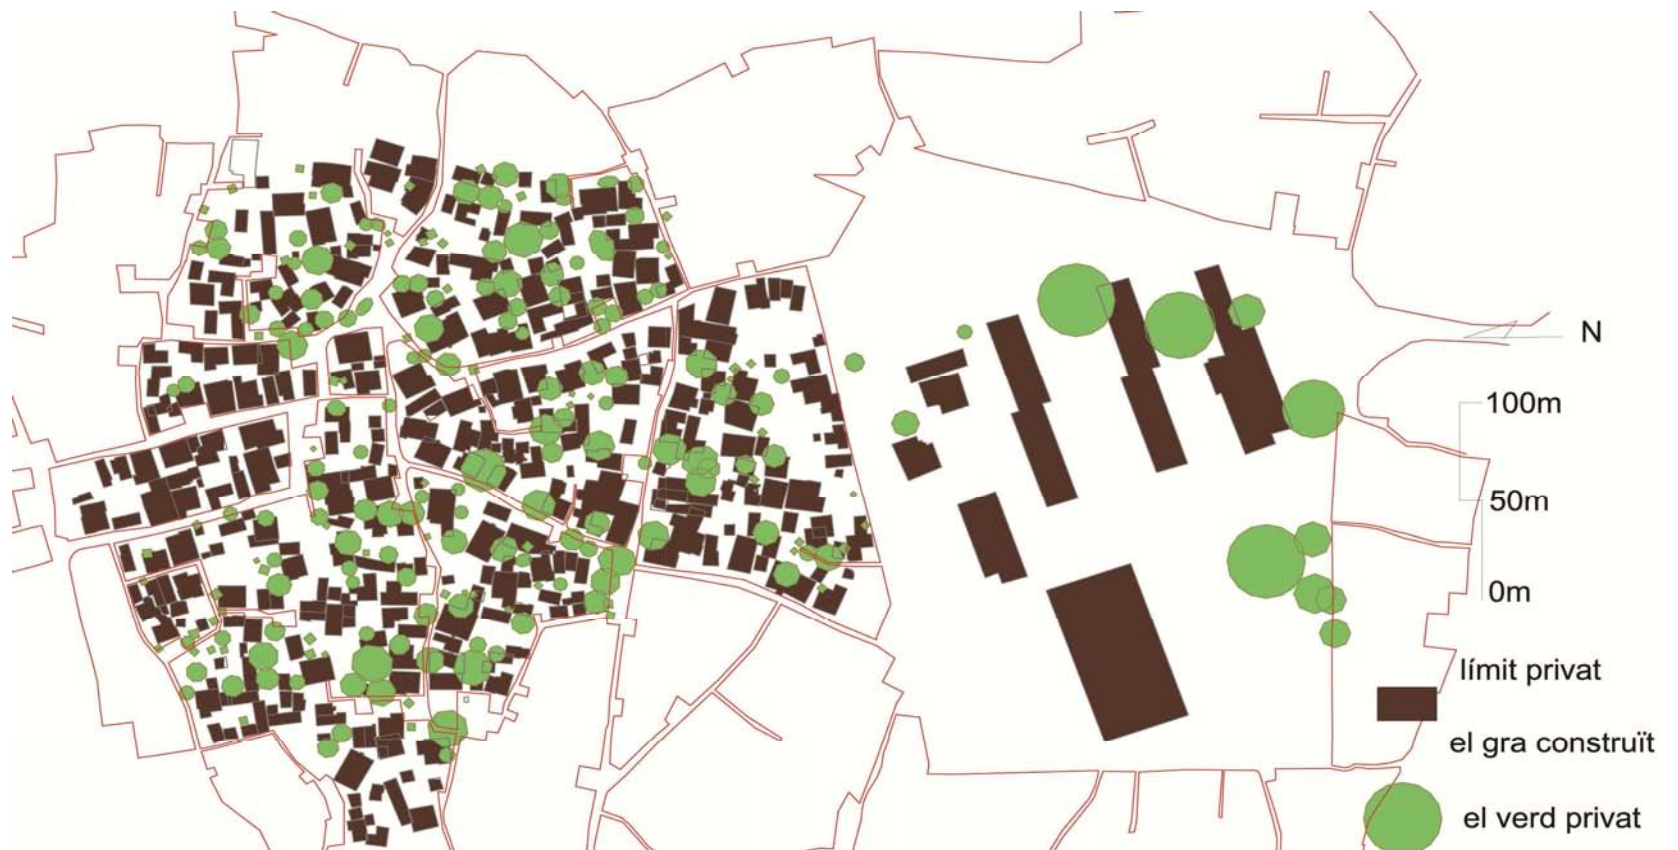 N
100m
50m
0m
límit privat
el gra construït
el verd privat